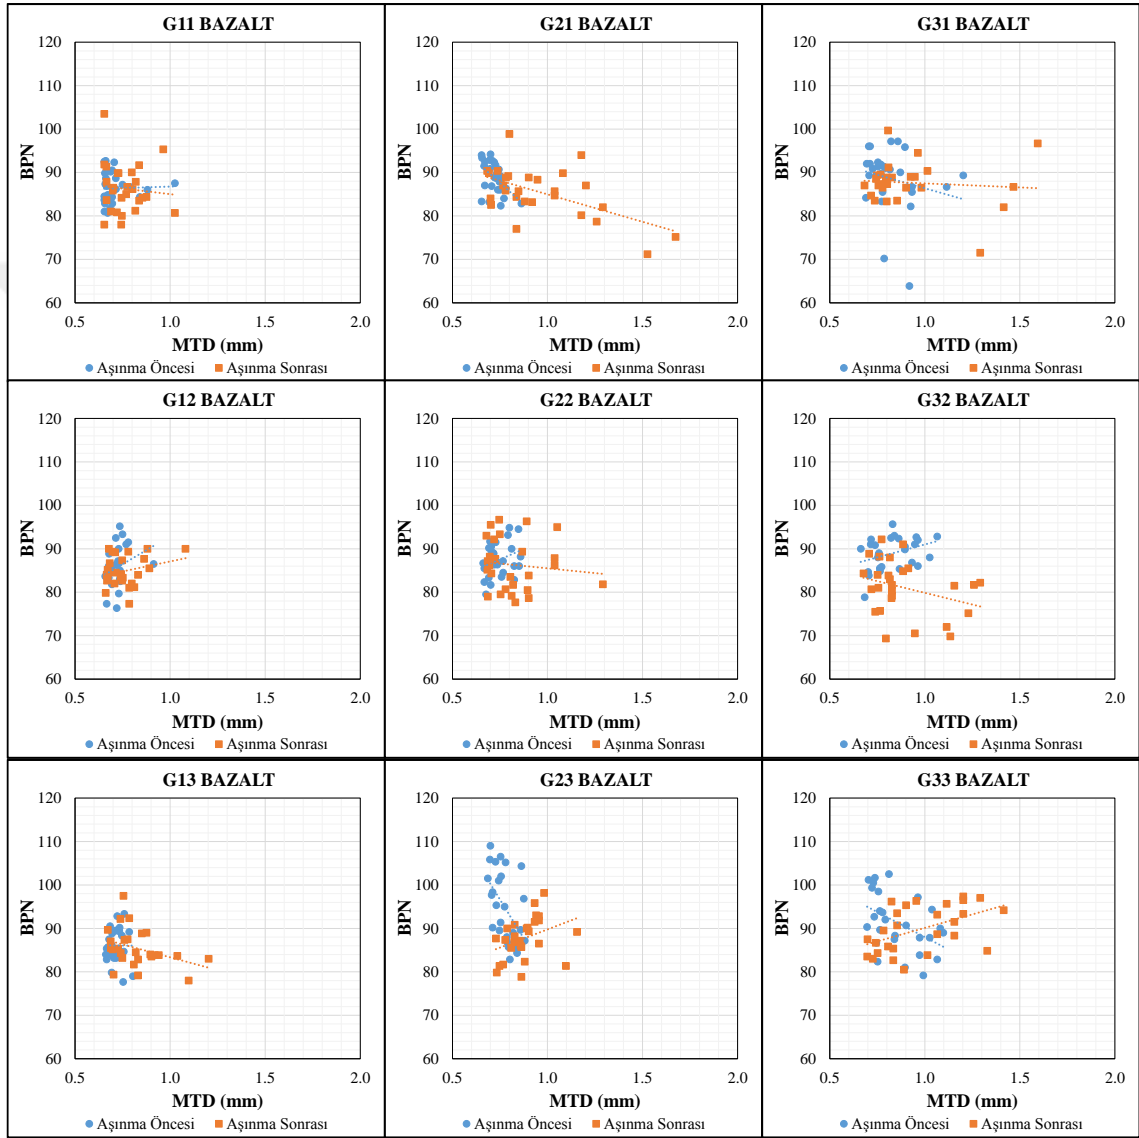 G11 BAZALT
120
110
100
90
80
70
60
BPN
0.5 1.0 1.5 2.0
MTD (mm)
Aşınma Öncesi Aşınma Sonrası
G21 BAZALT
120
110
100
90
80
70
60
BPN
0.5 1.0 1.5 2.0
MTD (mm)
Aşınma Öncesi Aşınma Sonrası
G31 BAZALT
120
110
100
90
80
70
60
BPN
0.5 1.0 1.5 2.0
MTD (mm)
Aşınma Öncesi Aşınma Sonrası
G12 BAZALT
120
110
100
90
80
70
60
BPN
0.5 1.0 1.5 2.0
MTD (mm)
Aşınma Öncesi Aşınma Sonrası
G22 BAZALT
120
110
100
90
80
70
60
BPN
0.5 1.0 1.5 2.0
MTD (mm)
Aşınma Öncesi Aşınma Sonrası
G32 BAZALT
120
110
100
90
80
70
60
BPN
0.5 1.0 1.5 2.0
MTD (mm)
Aşınma Öncesi Aşınma Sonrası
G13 BAZALT
120
110
100
90
80
70
60
BPN
0.5 1.0 1.5 2.0
MTD (mm)
Aşınma Öncesi Aşınma Sonrası
G23 BAZALT
120
110
100
90
80
70
60
BPN
0.5 1.0 1.5 2.0
MTD (mm)
Aşınma Öncesi Aşınma Sonrası
G33 BAZALT
120
110
100
90
80
70
60
BPN
0.5 1.0 1.5 2.0
MTD (mm)
Aşınma Öncesi Aşınma Sonrası